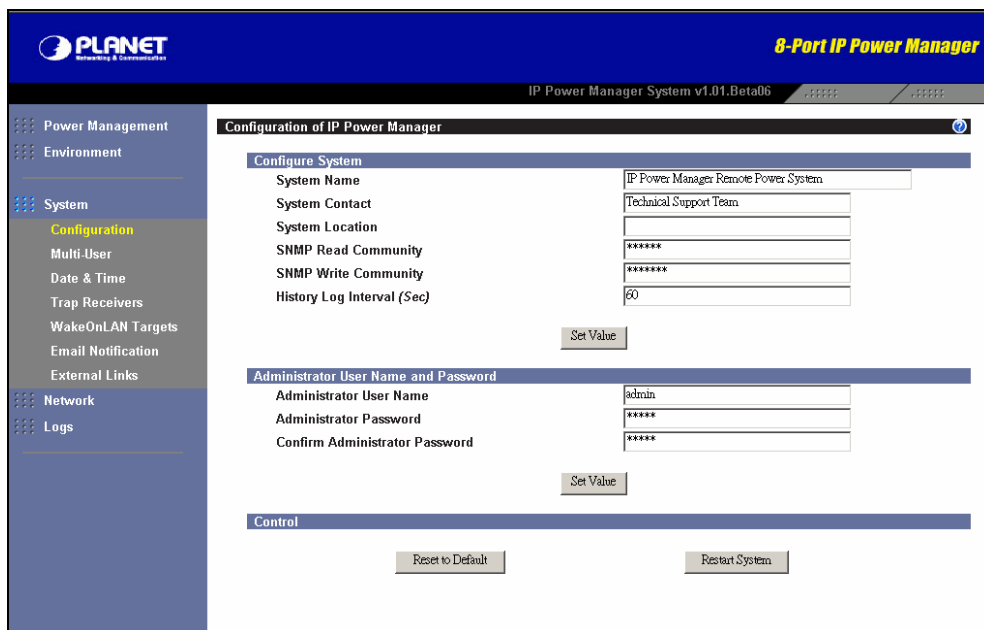 PLANET
Networking & Communication
8-Port IP Power Manager
IP Power Manager System v1.01.Beta06
Power Management
Environment
System
Configuration
Multi-User
Date & Time
Trap Receivers
WakeOnLAN Targets
Email Notification
External Links
Network
Logs
Configuration of IP Power Manager ?
Configure System
System Name IP Power Manager Remote Power System
System Contact Technical Support Team
System Location
SNMP Read Community ******
SNMP Write Community *******
History Log Interval (Sec) 60
Set Value
Administrator User Name and Password
Administrator User Name admin
Administrator Password *****
Confirm Administrator Password *****
Set Value
Control
Reset to Default Restart System